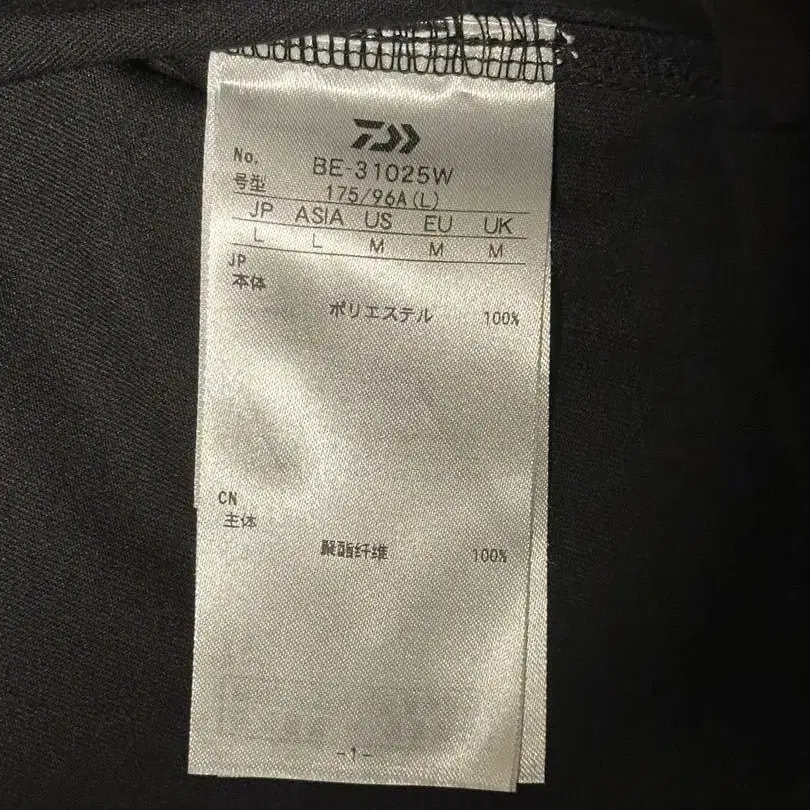 No. BE-31025W
号型 175/96A(L)
JP ASIA US EU UK
L L M M M
JP
本体
ポリエステル 100%
CN
主体
聚酯纤维 100%
-1-